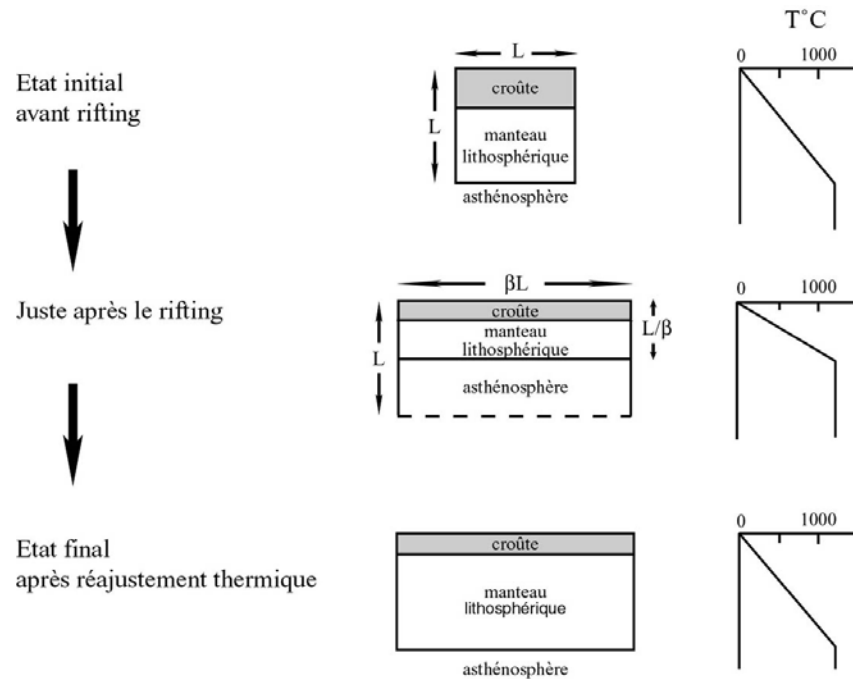 T°C
Etat initial
avant rifting
L
L
croûte
manteau
lithosphérique
asthénosphère
0 1000
Juste après le rifting
βL
L
L/β
croûte
manteau
lithosphérique
asthénosphère
0 1000
Etat final
après réajustement thermique
croûte
manteau
lithosphérique
asthénosphère
0 1000